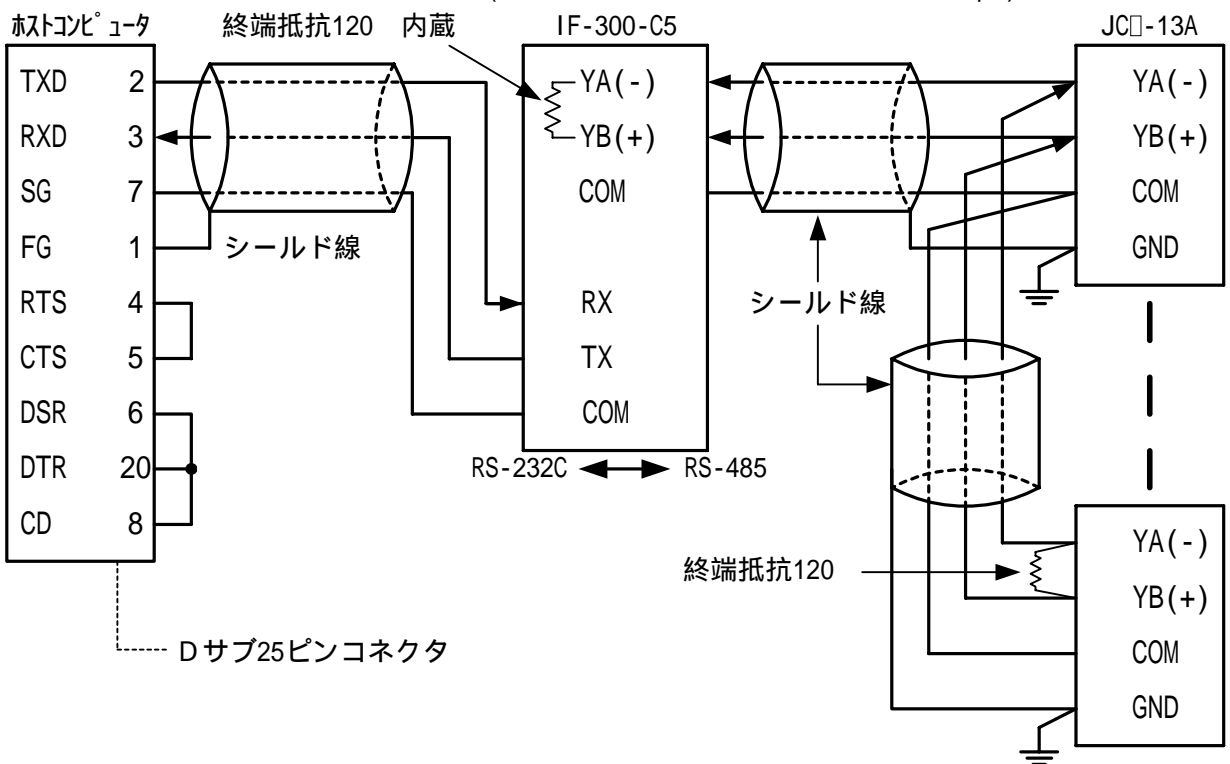 ﾎｽﾄｺﾝﾋﾟｭｰﾀ 終端抵抗120 内蔵 IF-300-C5 JC□-13A
TXD 2 YA(-) YA(-)
RXD 3 YB(+) YB(+)
SG 7 COM COM
FG 1 シールド線 GND
RTS 4 RX シールド線
CTS 5 TX
DSR 6 COM
DTR 20 RS-232C RS-485
CD 8 YA(-)
終端抵抗120 YB(+)
Dサブ25ピンコネクタ COM
GND